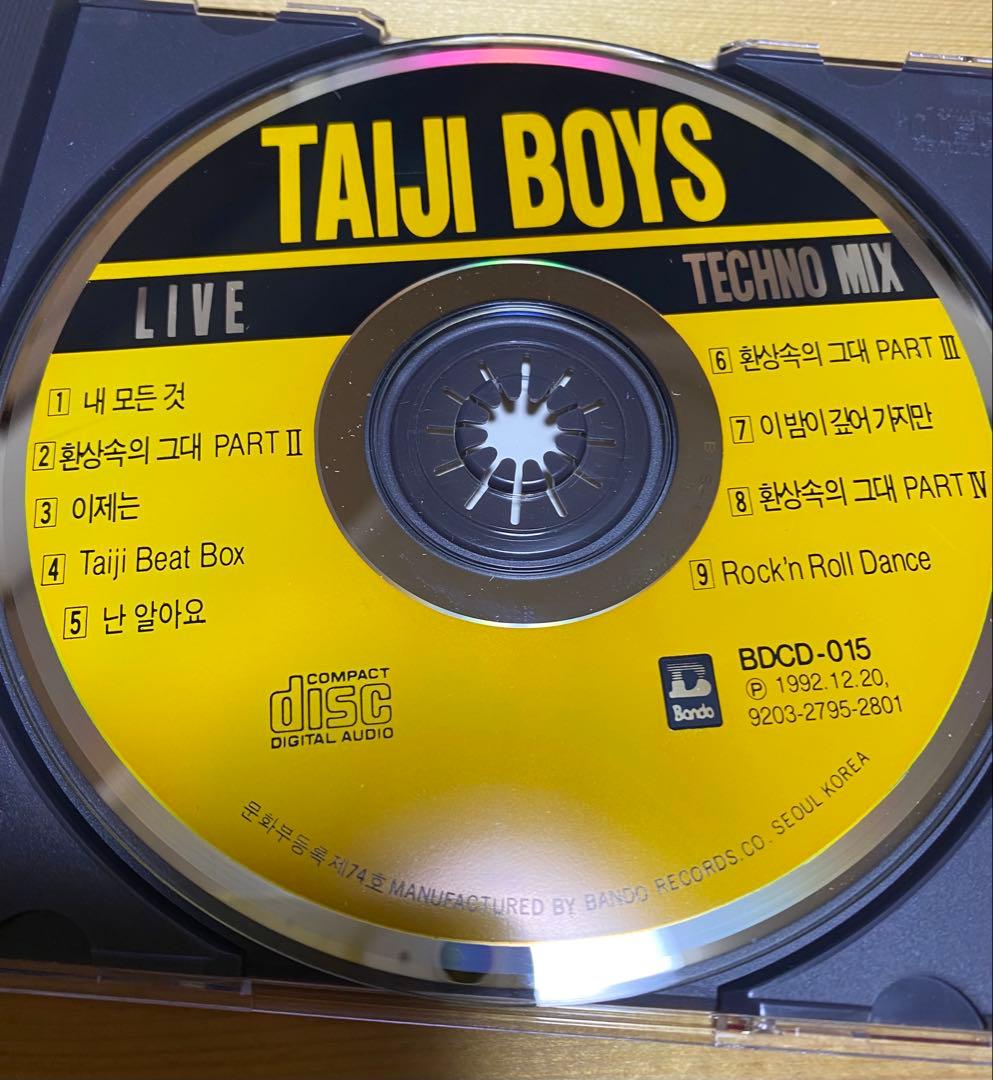 TAIJI BOYS
LIVE
1 내 모든 것
2 환상속의 그대 PART Ⅱ
3 이제는
4 Taiji Beat Box
5 난 알아요
TECHNO MIX
6 환상속의 그대 PART Ⅲ
7 이 밤이 깊어 가지만
8 환상속의 그대 PART Ⅳ
9 Rock'n Roll Dance
COMPACT
disc
DIGITAL AUDIO
Bando
BDCD-015
Ⓟ 1992.12.20,
9203-2795-2801
문화부등록 제74호 MANUFACTURED BY BANDO RECORDS.CO. SEOUL KOREA